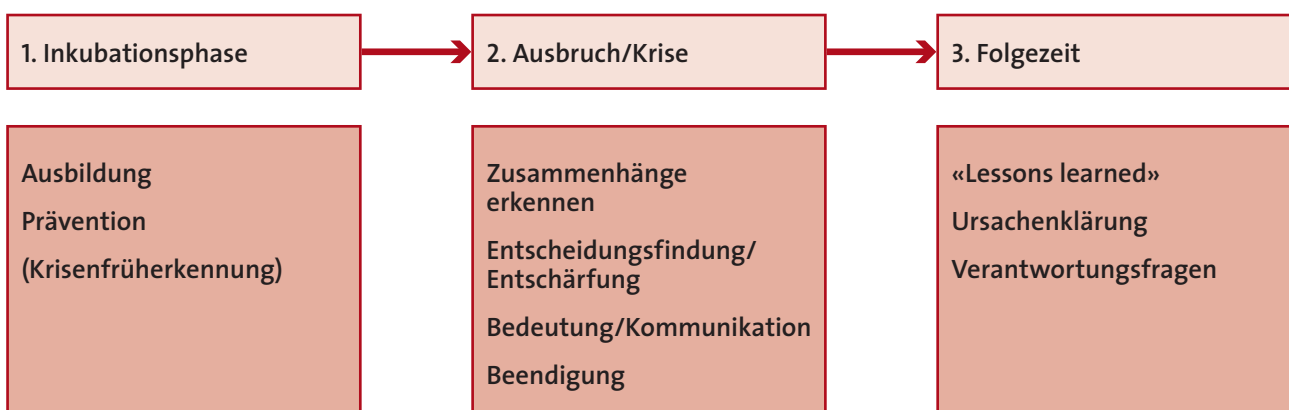 1. Inkubationsphase
2. Ausbruch/Krise
3. Folgezeit
Ausbildung
Prävention
(Krisenfrüherkennung)
Zusammenhänge
erkennen
Entscheidungsfindung/
Entschärfung
Bedeutung/Kommunikation
Beendigung
«Lessons learned»
Ursachenklärung
Verantwortungsfragen